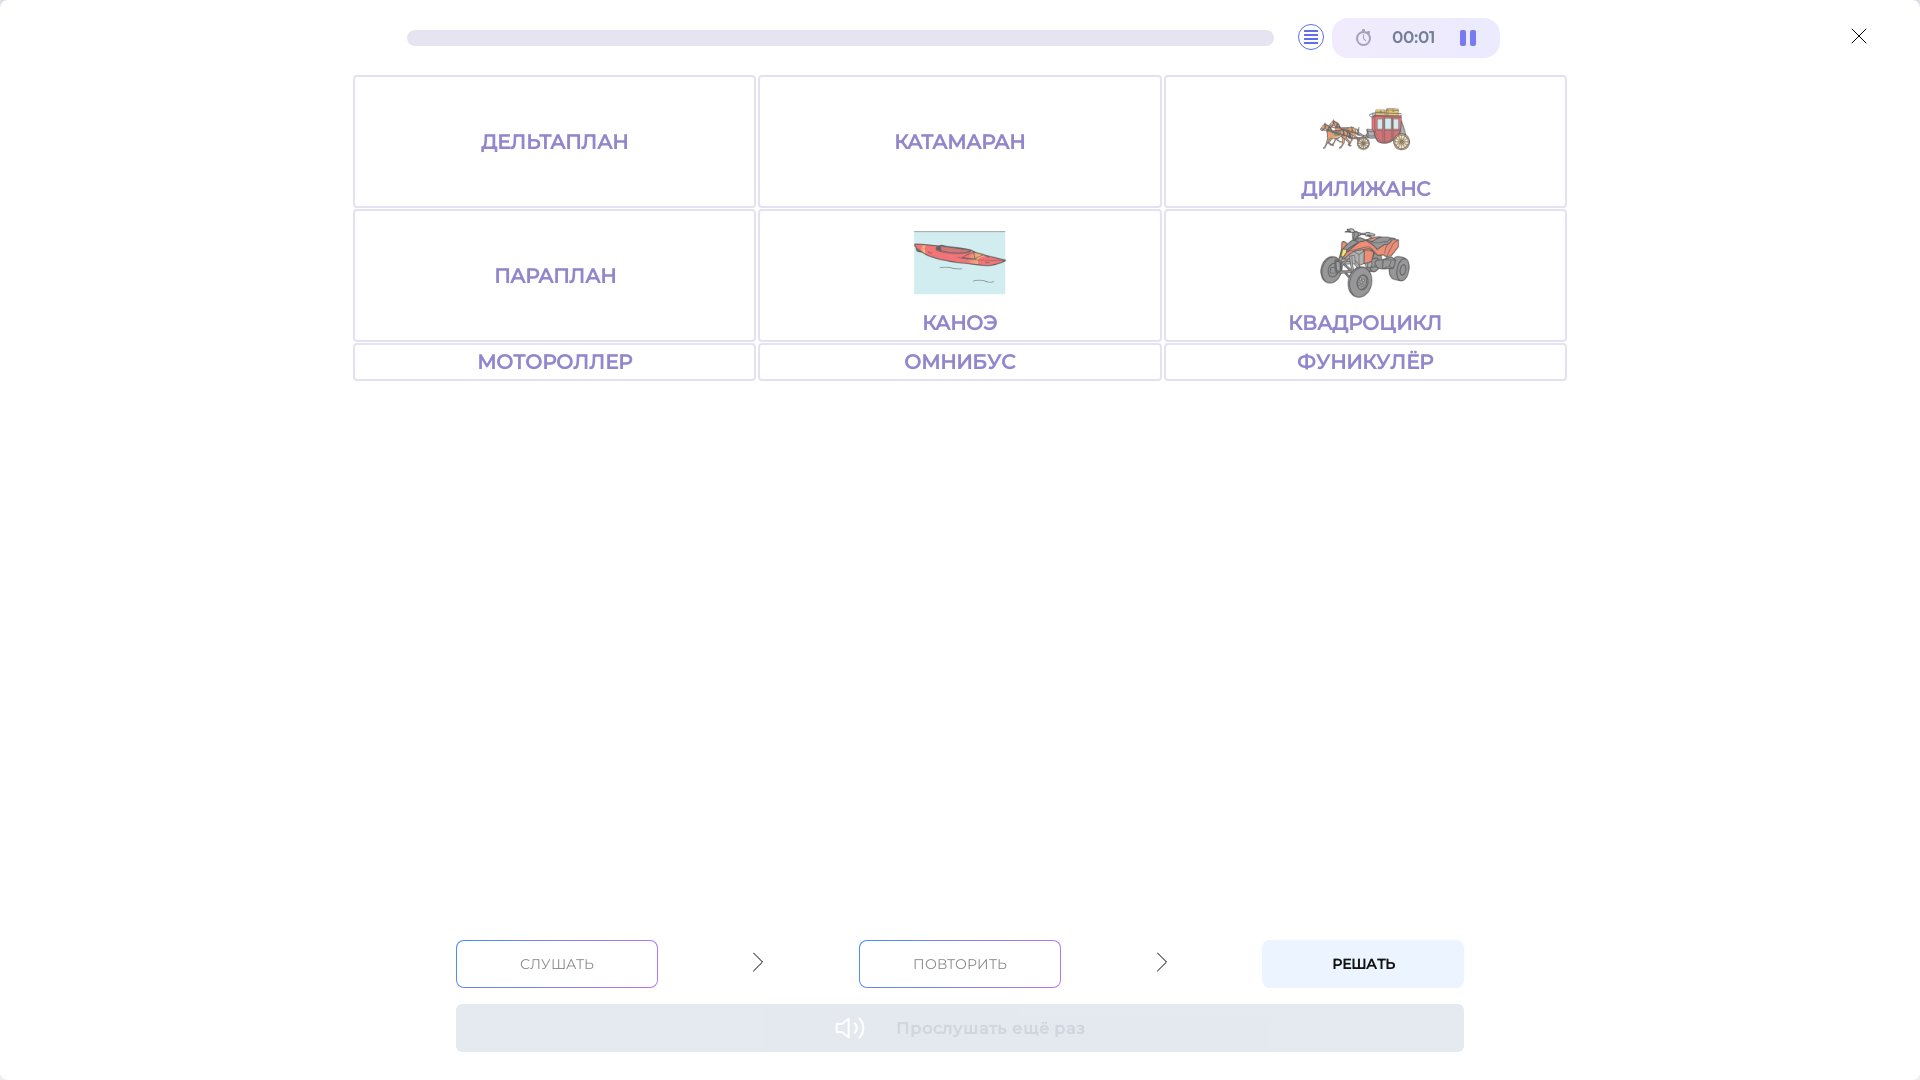 00:01
ДЕЛЬТАПЛАН
КАТАМАРАН
ДИЛИЖАНС
ПАРАПЛАН
КАНОЭ
КВАДРОЦИКЛ
МОТОРОЛЛЕР
ОМНИБУС
ФУНИКУЛЁР
СЛУШАТЬ
ПОВТОРИТЬ
РЕШАТЬ
Прослушать ещё раз